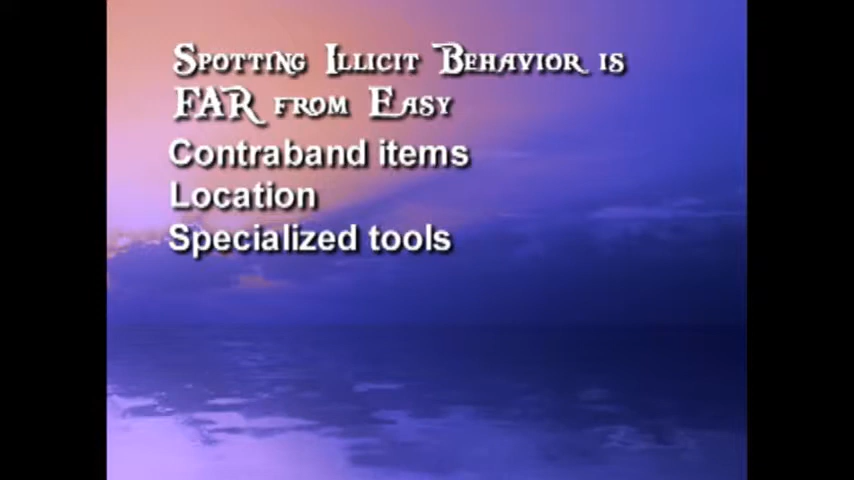 Spotting Illicit Behavior is
FAR from Easy
Contraband items
Location
Specialized tools